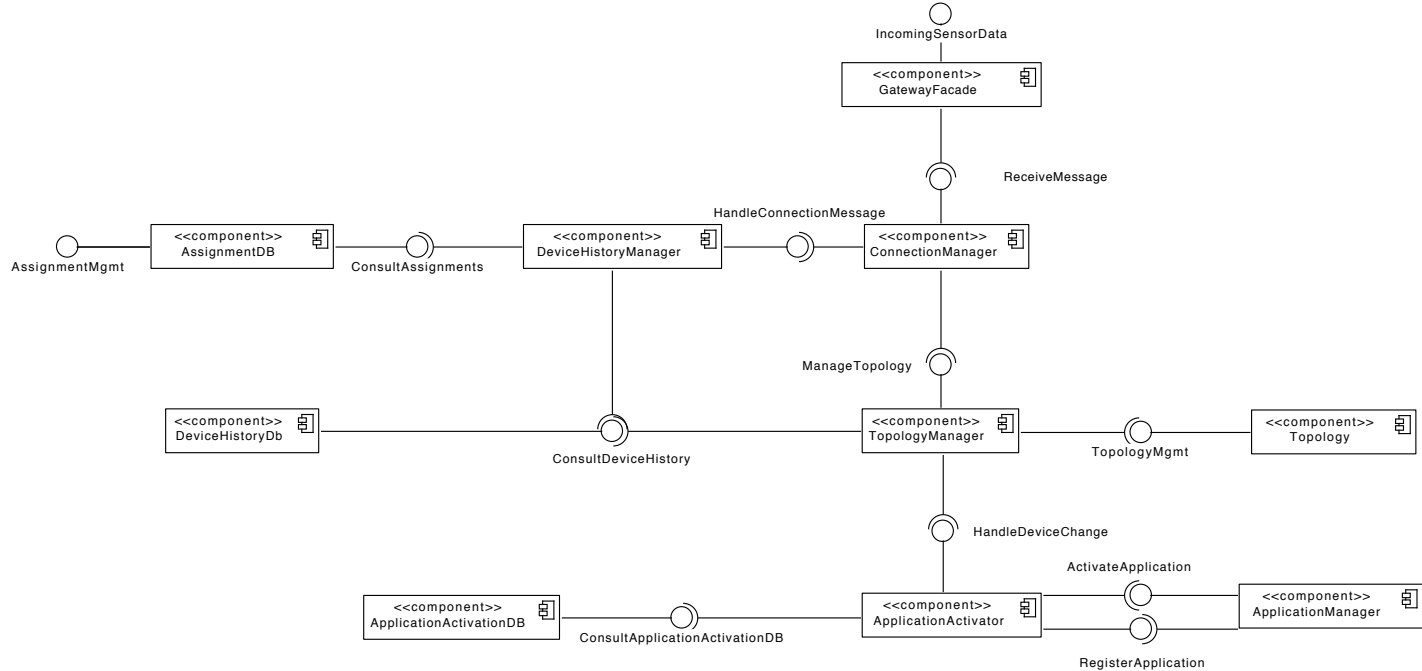 IncomingSensorData
<<component>>
GatewayFacade
ReceiveMessage
HandleConnectionMessage
<<component>>
AssignmentDB
<<component>>
DeviceHistoryManager
<<component>>
ConnectionManager
AssignmentMgmt
ConsultAssignments
ManageTopology
<<component>>
DeviceHistoryDb
<<component>>
TopologyManager
<<component>>
Topology
ConsultDeviceHistory
TopologyMgmt
HandleDeviceChange
ActivateApplication
<<component>>
ApplicationActivationDB
<<component>>
ApplicationActivator
<<component>>
ApplicationManager
ConsultApplicationActivationDB
RegisterApplication